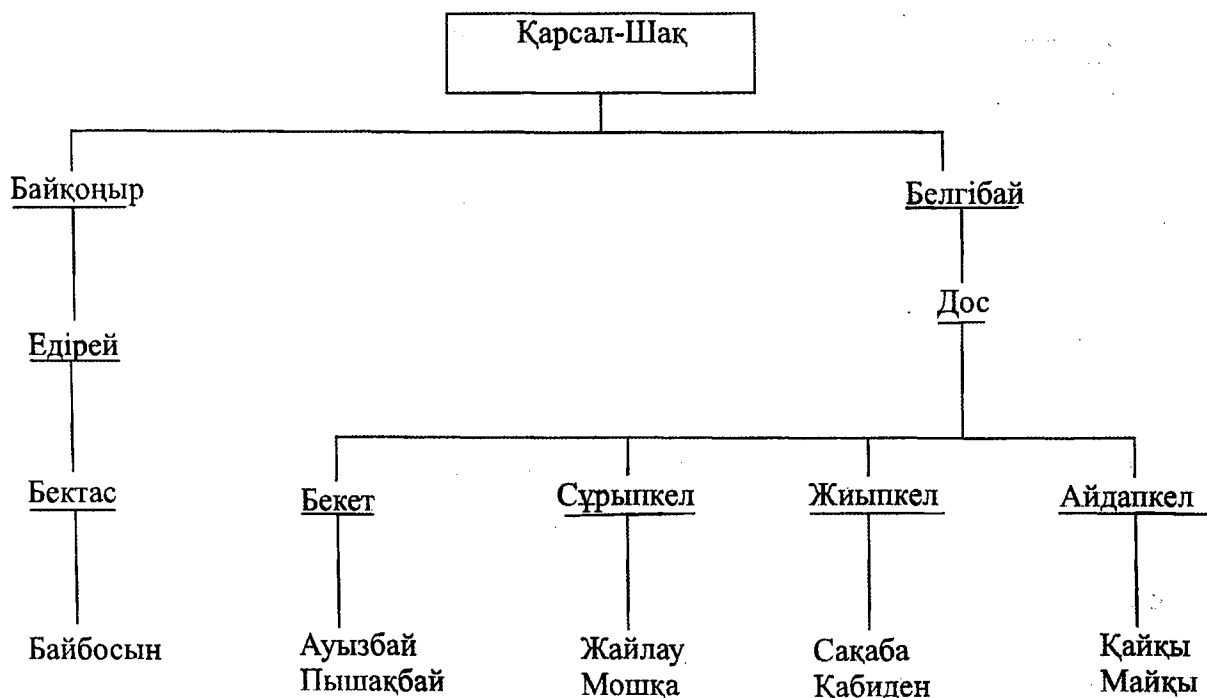 Қарсал-Шақ
Байқоңыр
Белгібай
Дос
Едірей
Бектас
Бекет
Сұрыпкел
Жиыпкел
Айдапкел
Байбосын
Ауызбай
Пышақбай
Жайлау
Мошқа
Сақаба
Қабиден
Қайқы
Майқы